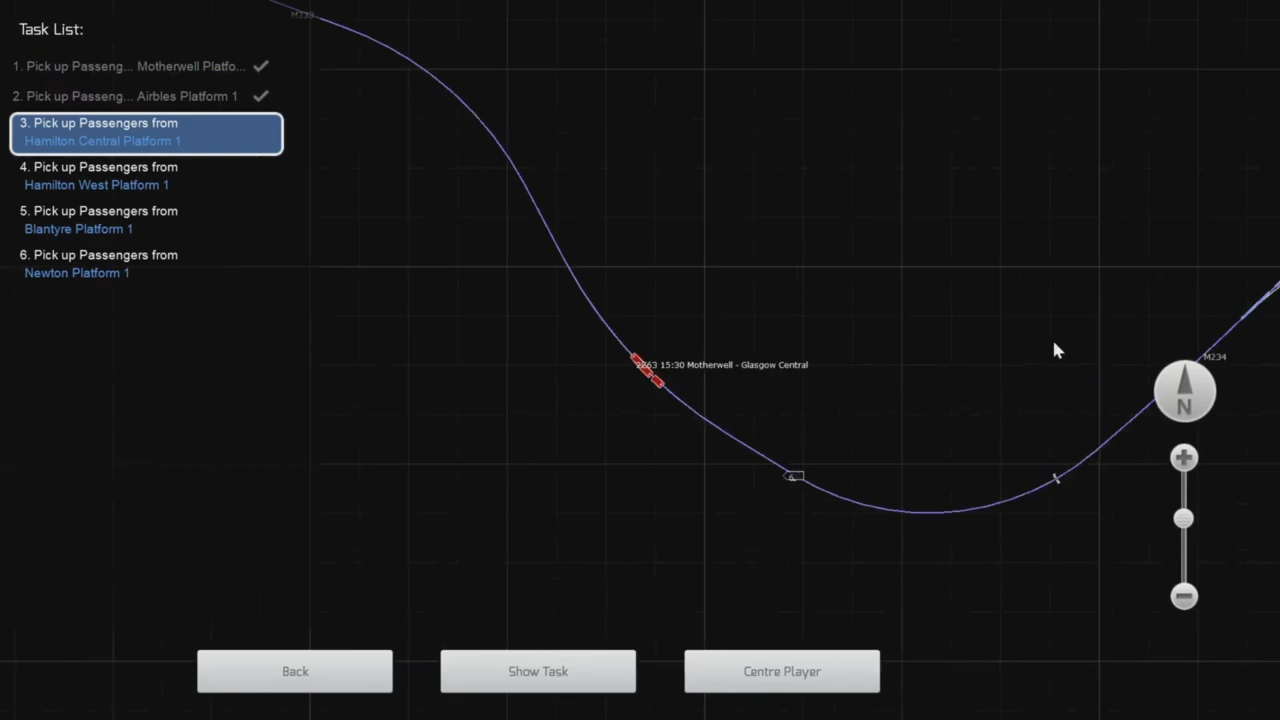 M233
Task List:
1. Pick up Passeng... Motherwell Platfo...
2. Pick up Passeng... Airbles Platform 1
3. Pick up Passengers from
Hamilton Central Platform 1
4. Pick up Passengers from
Hamilton West Platform 1
5. Pick up Passengers from
Blantyre Platform 1
6. Pick up Passengers from
Newton Platform 1
15:30 Motherwell - Glasgow Central
M234
N
Back
Show Task
Centre Player